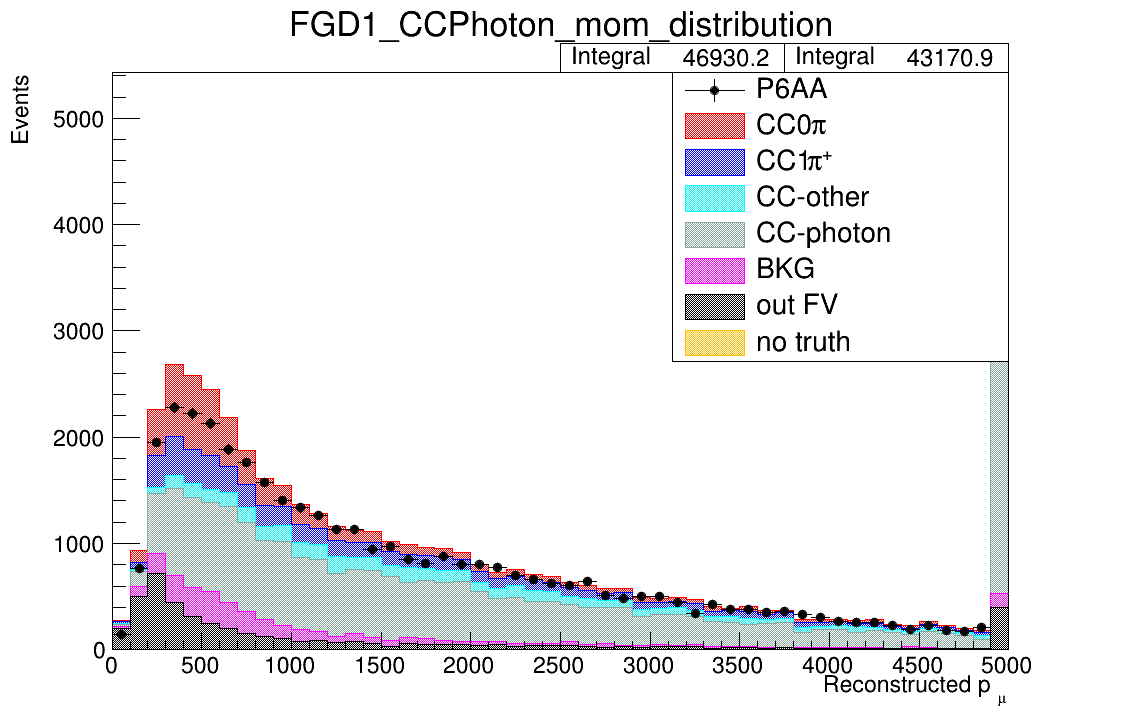 FGD1_CCPhoton_mom_distribution
Integral 46930.2 Integral 43170.9
Events
P6AA
CC0π
CC1π+
CC-other
CC-photon
BKG
out FV
no truth
5000
4000
3000
2000
1000
0
0 500 1000 1500 2000 2500 3000 3500 4000 4500 5000
Reconstructed p μ